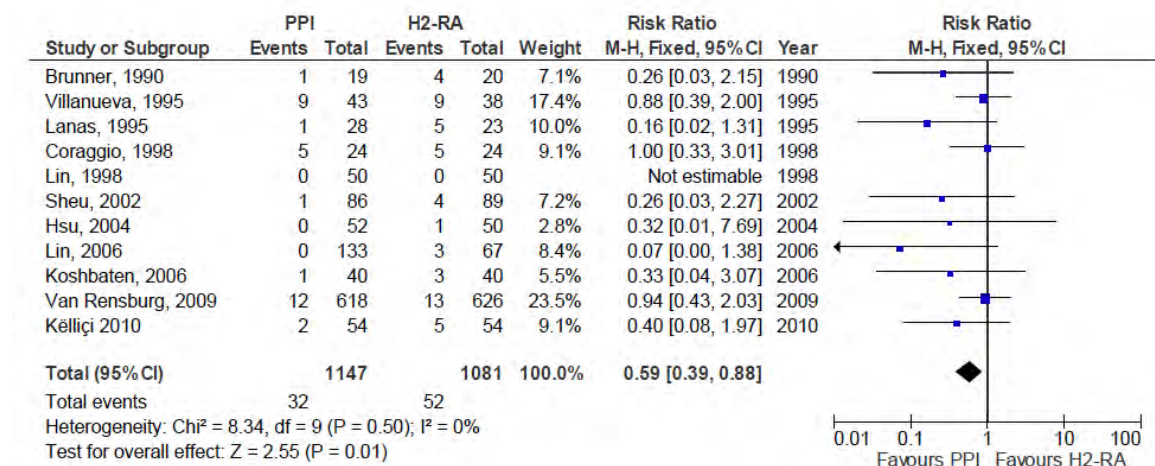 PPI H2-RA Risk Ratio Risk Ratio
Study or Subgroup Events Total Events Total Weight M-H, Fixed, 95% CI Year M-H, Fixed, 95% CI
Brunner, 1990 1 19 4 20 7.1% 0.26 [0.03, 2.15] 1990
Villanueva, 1995 9 43 9 38 17.4% 0.88 [0.39, 2.00] 1995
Lanas, 1995 1 28 5 23 10.0% 0.16 [0.02, 1.31] 1995
Coraggio, 1998 5 24 5 24 9.1% 1.00 [0.33, 3.01] 1998
Lin, 1998 0 50 0 50 Not estimable 1998
Sheu, 2002 1 86 4 89 7.2% 0.26 [0.03, 2.27] 2002
Hsu, 2004 0 52 1 50 2.8% 0.32 [0.01, 7.69] 2004
Lin, 2006 0 133 3 67 8.4% 0.07 [0.00, 1.38] 2006
Koshbaten, 2006 1 40 3 40 5.5% 0.33 [0.04, 3.07] 2006
Van Rensburg, 2009 12 618 13 626 23.5% 0.94 [0.43, 2.03] 2009
Këlliçi 2010 2 54 5 54 9.1% 0.40 [0.08, 1.97] 2010
Total (95% CI) 1147 1081 100.0% 0.59 [0.39, 0.88]
Total events 32 52
Heterogeneity: Chi² = 8.34, df = 9 (P = 0.50); I² = 0%
Test for overall effect: Z = 2.55 (P = 0.01)
0.01 0.1 1 10 100
Favours PPI Favours H2-RA